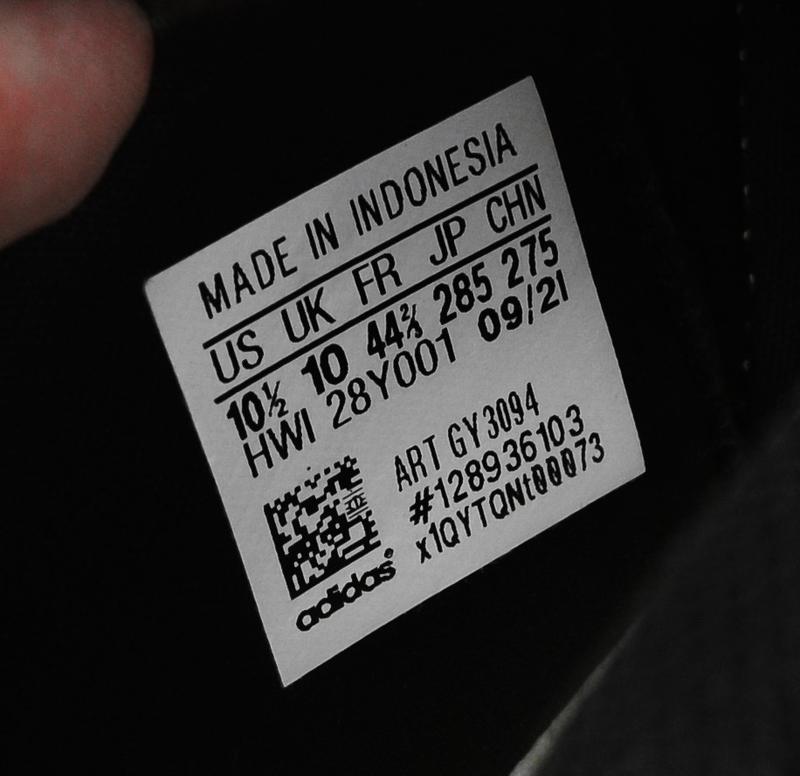 MADE IN INDONESIA
US UK FR JP CHN
10½ 10 44⅔ 285 275
HWI 28Y001 09/21
ART GY3094
#128936103
x1QYTQNt00073
adidas®